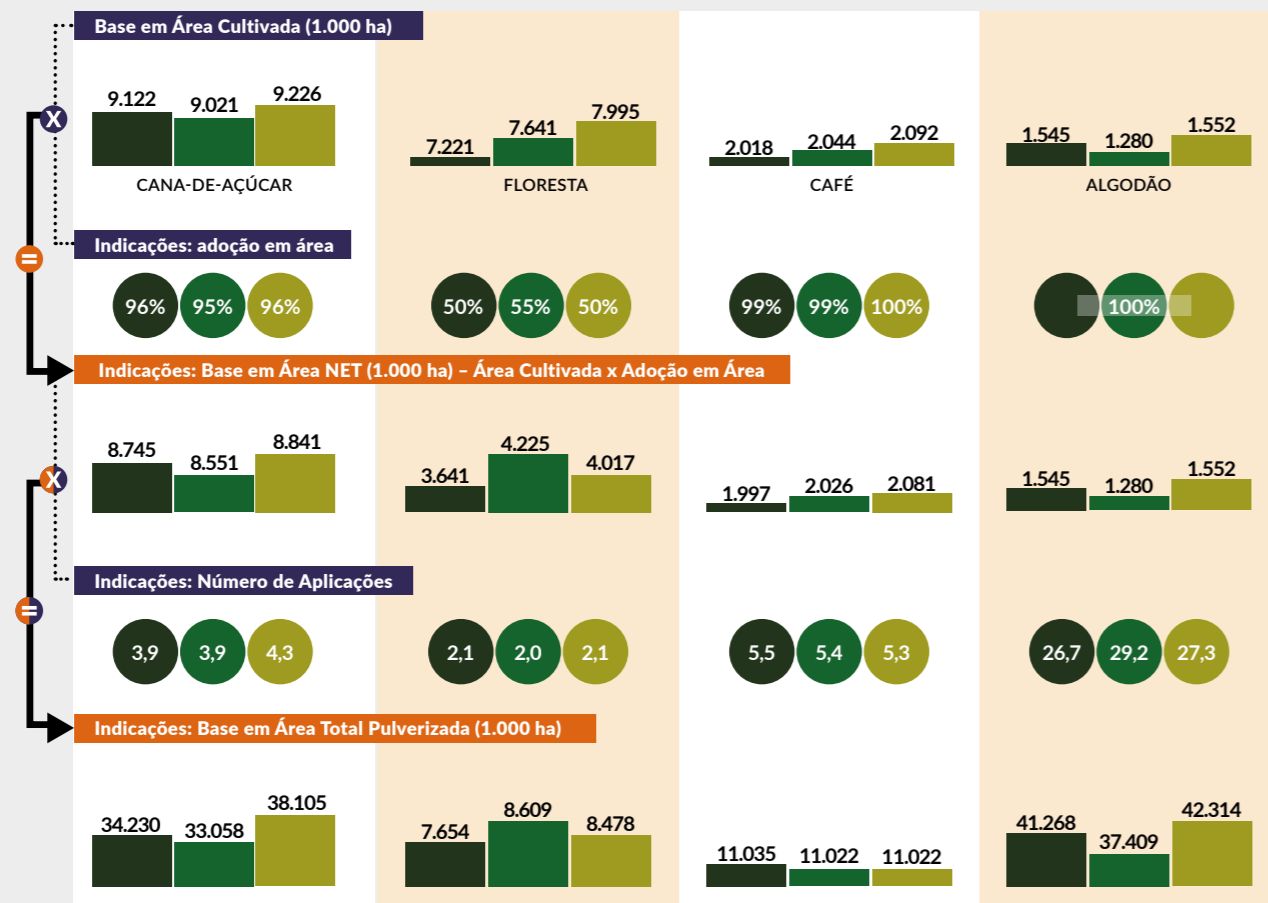 Base em Área Cultivada (1.000 ha)
9.122 9.021 9.226
7.221 7.641 7.995
2.018 2.044 2.092
1.545 1.280 1.552
X
CANA-DE-AÇÚCAR
FLORESTA
CAFÉ
ALGODÃO
Indicações: adoção em área
=
96% 95% 96%
50% 55% 50%
99% 99% 100%
100%
Indicações: Base em Área NET (1.000 ha) – Área Cultivada x Adoção em Área
8.745 8.551 8.841
3.641 4.225 4.017
1.997 2.026 2.081
1.545 1.280 1.552
X
Indicações: Número de Aplicações
=
3,9 3,9 4,3
2,1 2,0 2,1
5,5 5,4 5,3
26,7 29,2 27,3
Indicações: Base em Área Total Pulverizada (1.000 ha)
34.230 33.058 38.105
7.654 8.609 8.478
11.035 11.022 11.022
41.268 37.409 42.314